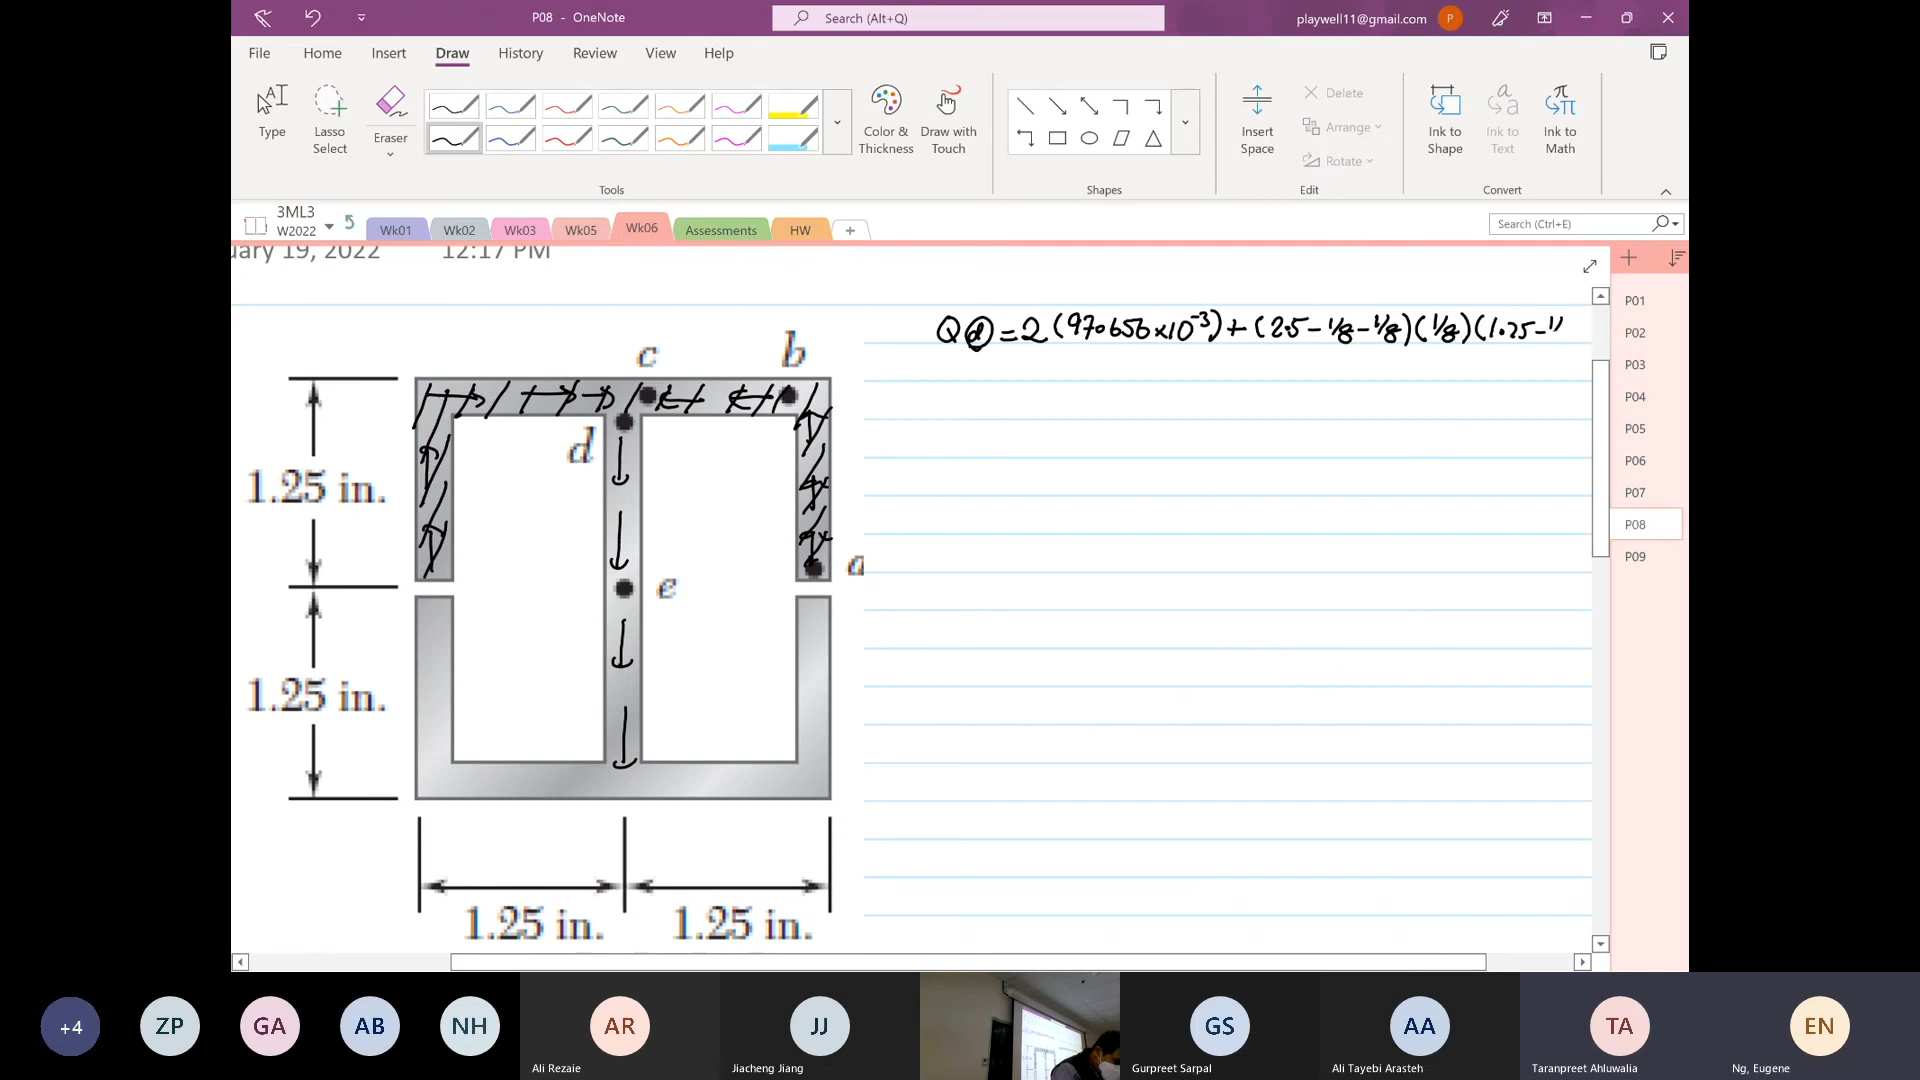 P08 - OneNote
Search (Alt+Q)
playwell11@gmail.com
P
File Home Insert Draw History Review View Help
Type
Lasso Select
Eraser
Color & Thickness
Draw with Touch
Insert Space
Delete
Arrange
Rotate
Ink to Shape
Ink to Text
Ink to Math
Tools
Shapes
Edit
Convert
3ML3
W2022
Wk01
Wk02
Wk03
Wk05
Wk06
Assessments
HW
Search (Ctrl+E)
uary 19, 2022 12:17 PM
Q d = 2 (97.0656x10^-3) + (2.5 - 1/8 - 1/8)(1/8)(1.25 -
c
b
d
a
e
1.25 in.
1.25 in.
1.25 in.
1.25 in.
P01
P02
P03
P04
P05
P06
P07
P08
P09
+4
ZP
GA
AB
NH
AR
Ali Rezaie
JJ
Jiacheng Jiang
GS
Gurpreet Sarpal
AA
Ali Tayebi Arasteh
TA
Taranpreet Ahluwalia
EN
Ng, Eugene